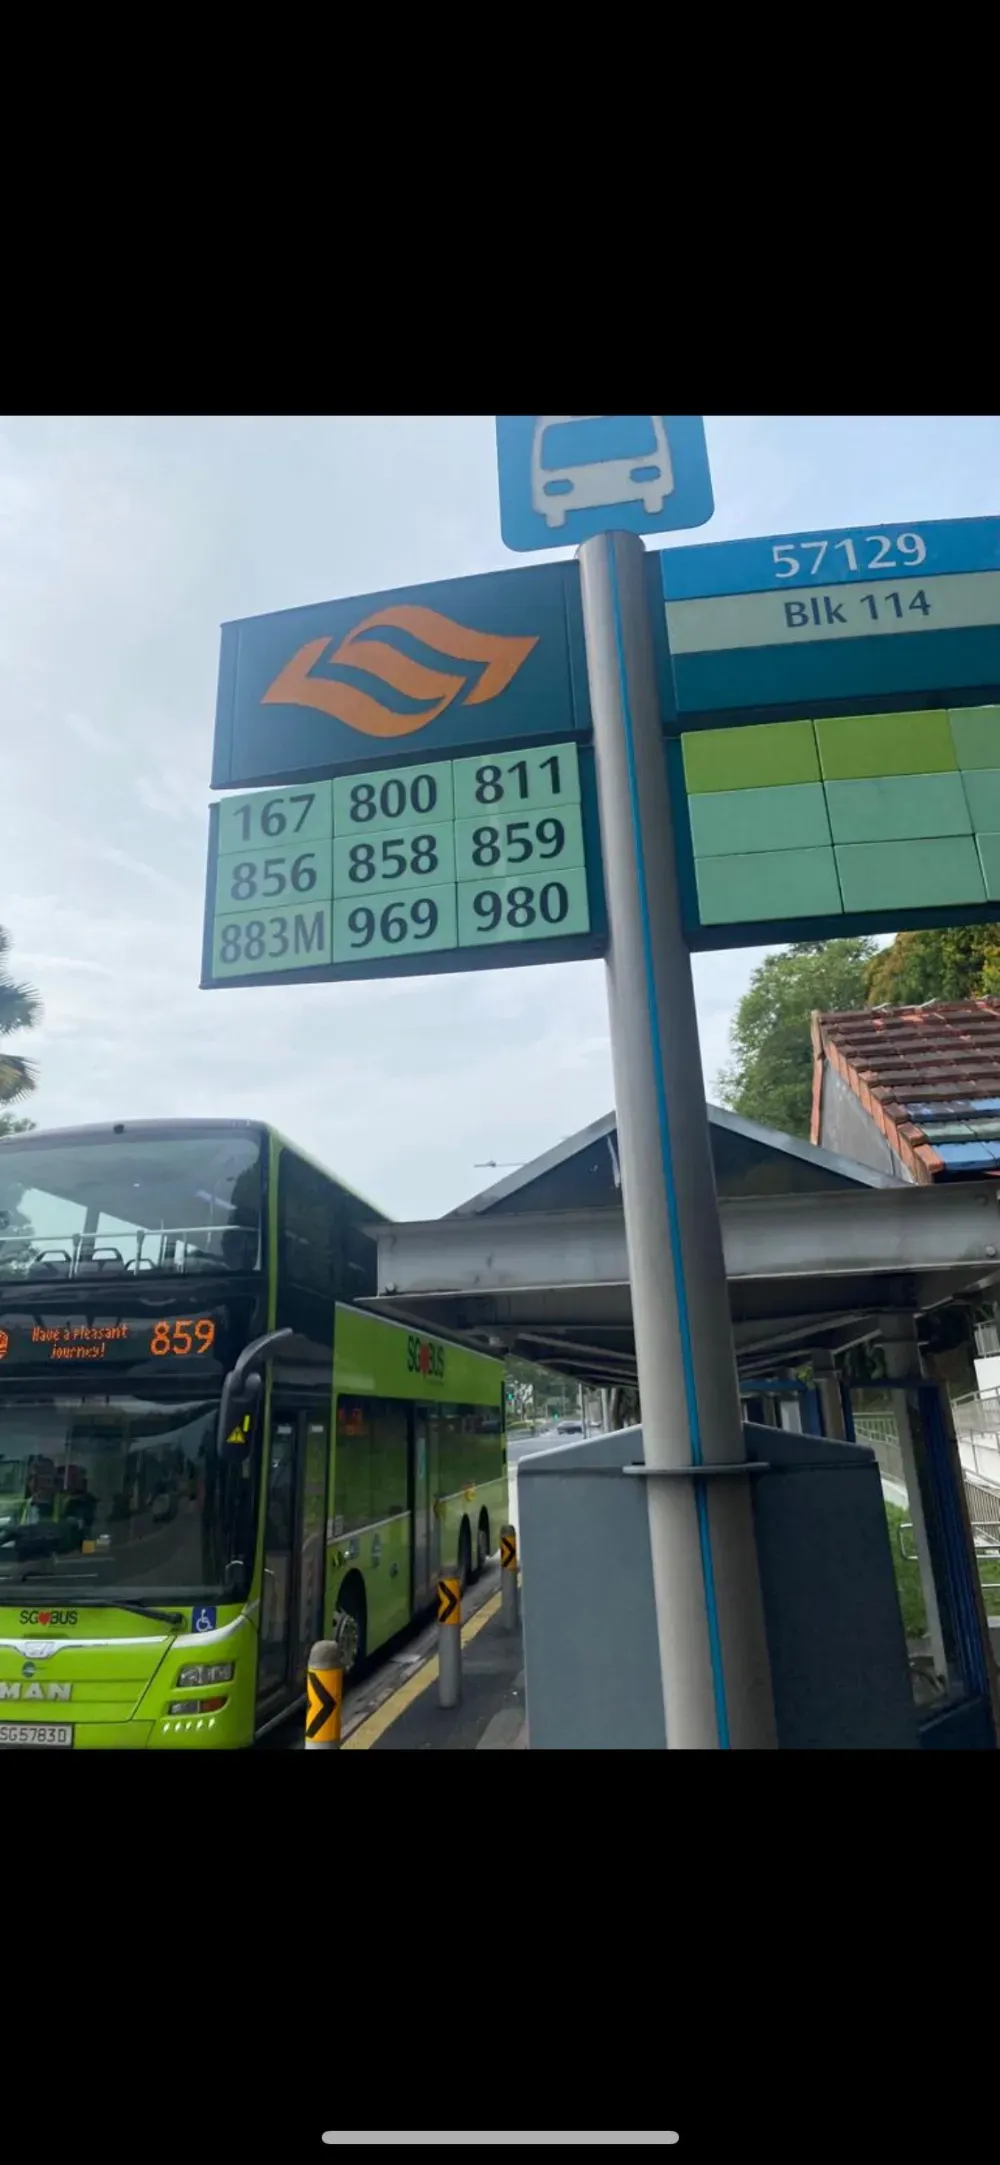 57129
Blk 114
167 800 811
856 858 859
883M 969 980
Have a pleasant
journey!
859
SG BUS
SG BUS
MAN
SG5783D